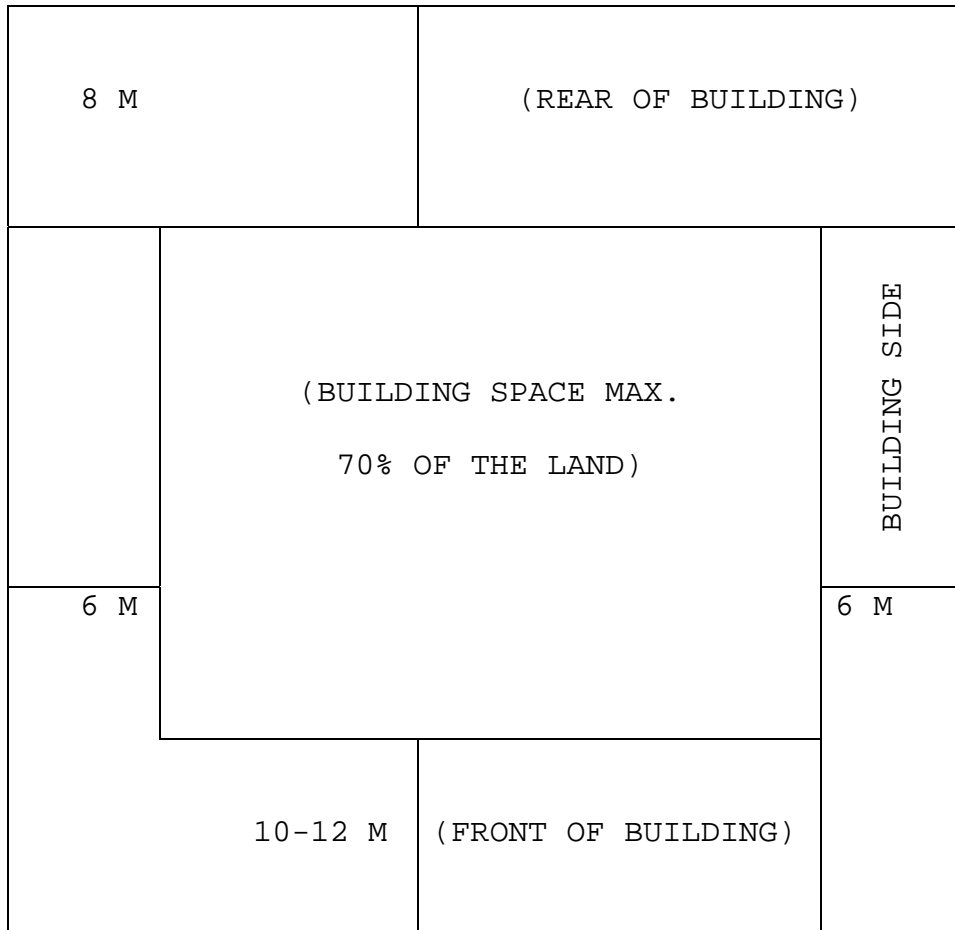 8 M
(REAR OF BUILDING)
BUILDING SIDE
(BUILDING SPACE MAX.
70% OF THE LAND)
6 M
6 M
10-12 M
(FRONT OF BUILDING)